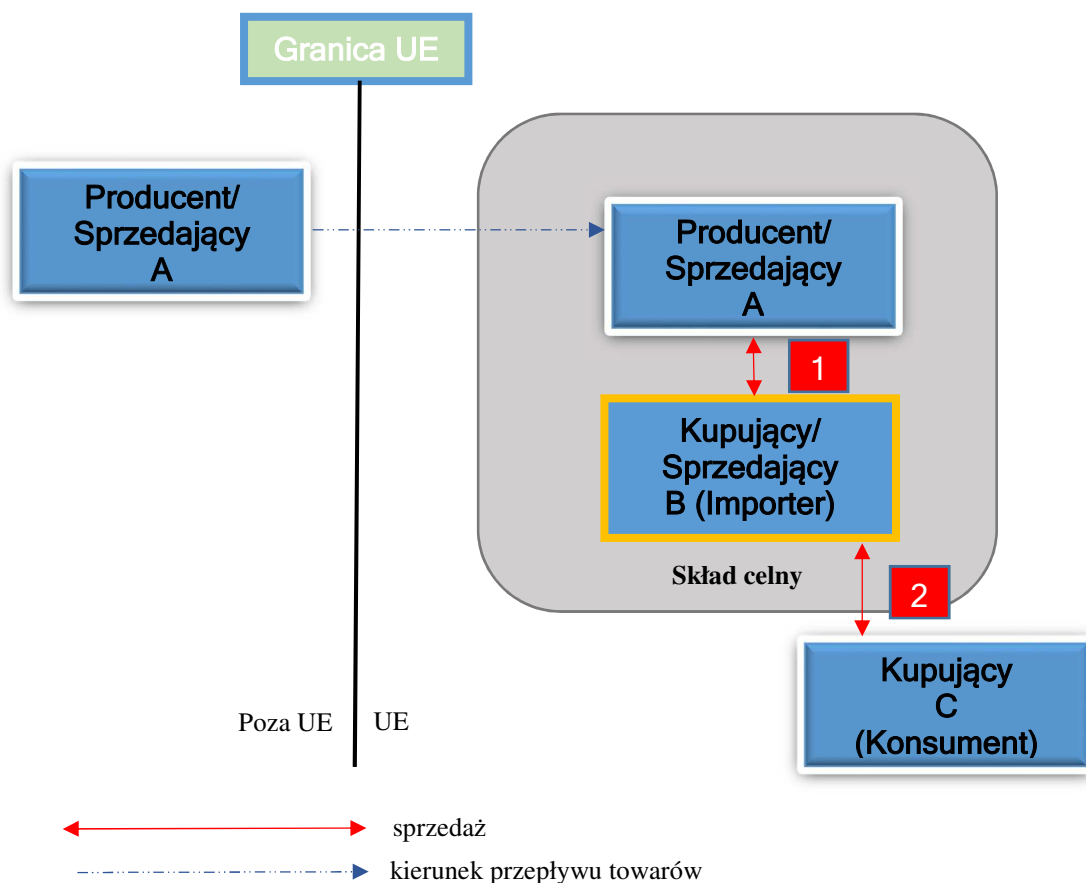 Granica UE
Producent/
Sprzedający
A
Producent/
Sprzedający
A
1
Kupujący/
Sprzedający
B (Importer)
Skład celny
2
Kupujący
C
(Konsument)
Poza UE
UE
sprzedaż
kierunek przepływu towarów